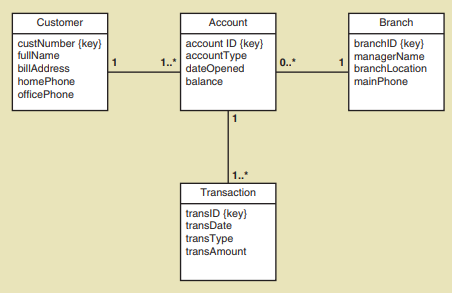 Customer
custNumber {key}
fullName
billAddress
homePhone
officePhone
1
1..*
Account
account ID {key}
accountType
dateOpened
balance
0..*
1
Branch
branchID {key}
managerName
branchLocation
mainPhone
1
1..*
Transaction
transID {key}
transDate
transType
transAmount